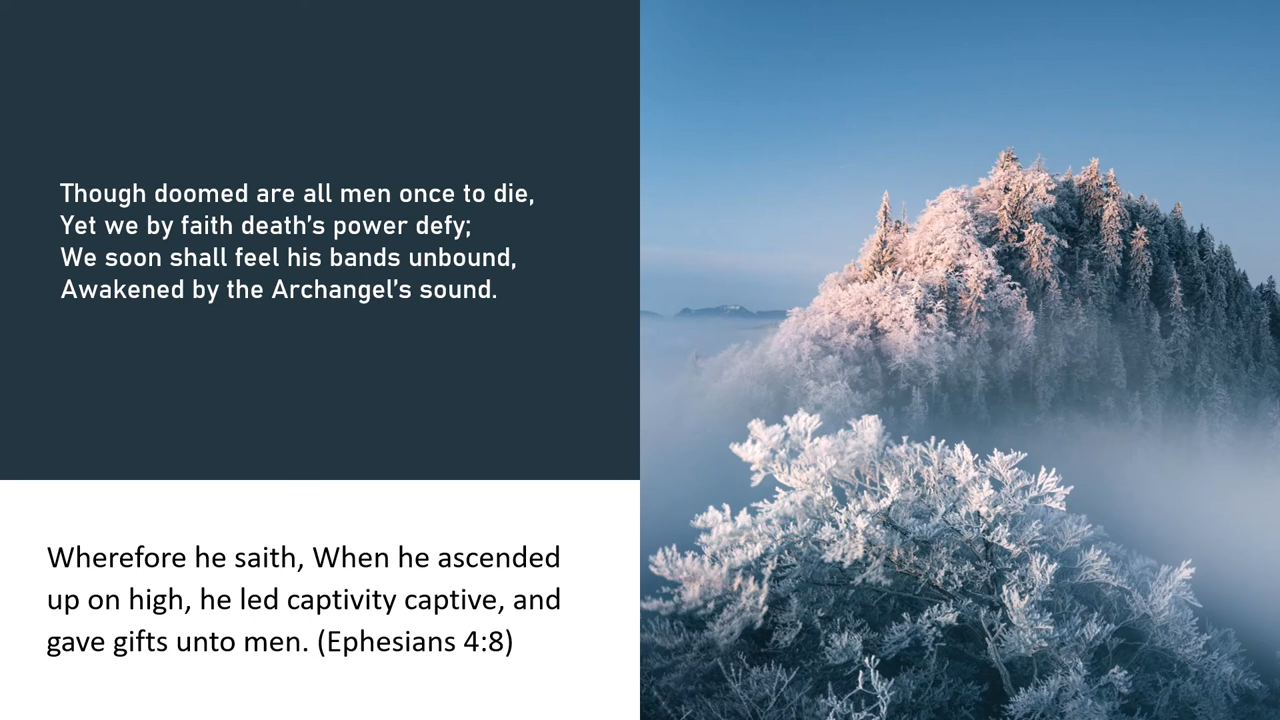 Though doomed are all men once to die,
Yet we by faith death's power defy;
We soon shall feel his bands unbound,
Awakened by the Archangel's sound.
Wherefore he saith, When he ascended
up on high, he led captivity captive, and
gave gifts unto men. (Ephesians 4:8)